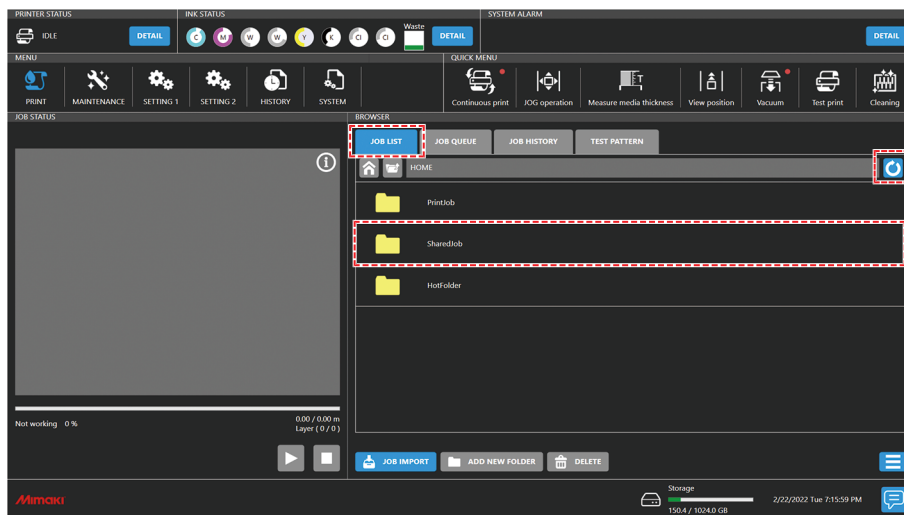 PRINTER STATUS
INK STATUS
SYSTEM ALARM
IDLE
DETAIL
C
M
W
W
Y
K
Cl
Cl
Waste
DETAIL
DETAIL
MENU
QUICK MENU
PRINT
MAINTENANCE
SETTING 1
SETTING 2
HISTORY
SYSTEM
Continuous print
JOG operation
Measure media thickness
View position
Vacuum
Test print
Cleaning
JOB STATUS
BROWSER
JOB LIST
JOB QUEUE
JOB HISTORY
TEST PATTERN
HOME
PrintJob
SharedJob
HotFolder
Not working 0 %
0.00 / 0.00 m
Layer ( 0 / 0 )
JOB IMPORT
ADD NEW FOLDER
DELETE
Mimaki
Storage
150.4 / 1024.0 GB
2/22/2022 Tue 7:15:59 PM